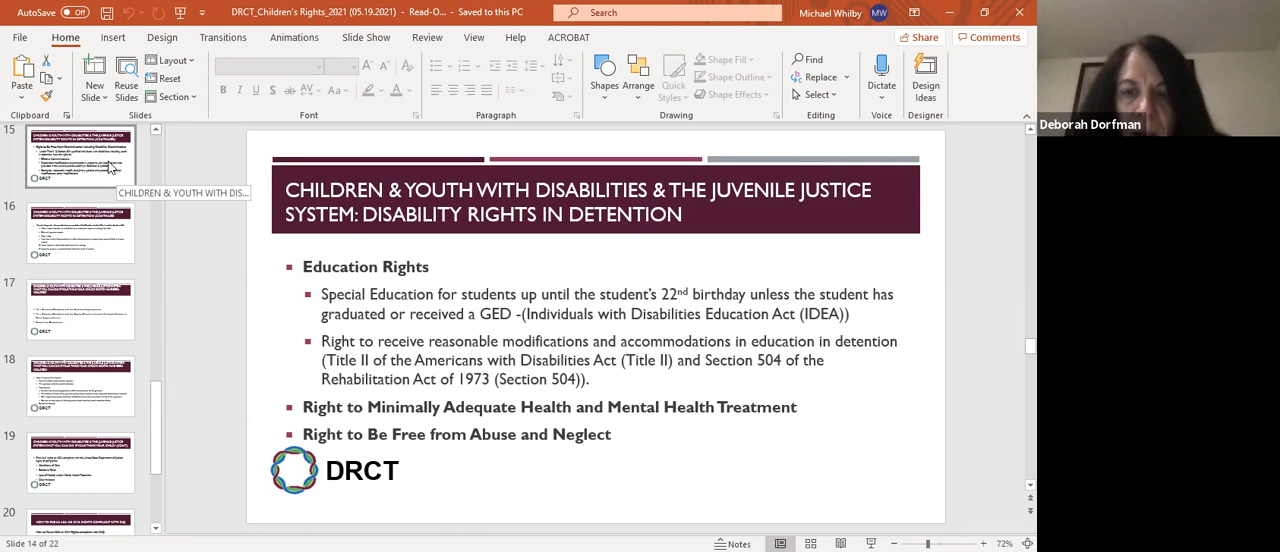 AutoSave Off DRCT_Children's Rights_2021 (05.19.2021) - Read-O... - Saved to this PC Search Michael Whilby MW
File Home Insert Design Transitions Animations Slide Show Review View Help ACROBAT Share Comments
Paste New Slide Reuse Slides Layout Reset Section Shapes Arrange Quick Styles Shape Fill Shape Outline Shape Effects Find Replace Select Dictate Design Ideas
Clipboard Slides Font Paragraph Drawing Editing Voice Designer
Deborah Dorfman
15
CHILDREN & YOUTH WITH DIS...
16
17
18
19
20
DRCT
CHILDREN & YOUTH WITH DISABILITIES & THE JUVENILE JUSTICE
SYSTEM: DISABILITY RIGHTS IN DETENTION
Education Rights
Special Education for students up until the student's 22nd birthday unless the student has
graduated or received a GED -(Individuals with Disabilities Education Act (IDEA))
Right to receive reasonable modifications and accommodations in education in detention
(Title II of the Americans with Disabilities Act (Title II) and Section 504 of the
Rehabilitation Act of 1973 (Section 504)).
Right to Minimally Adequate Health and Mental Health Treatment
Right to Be Free from Abuse and Neglect
DRCT
Slide 14 of 22 Notes 72%